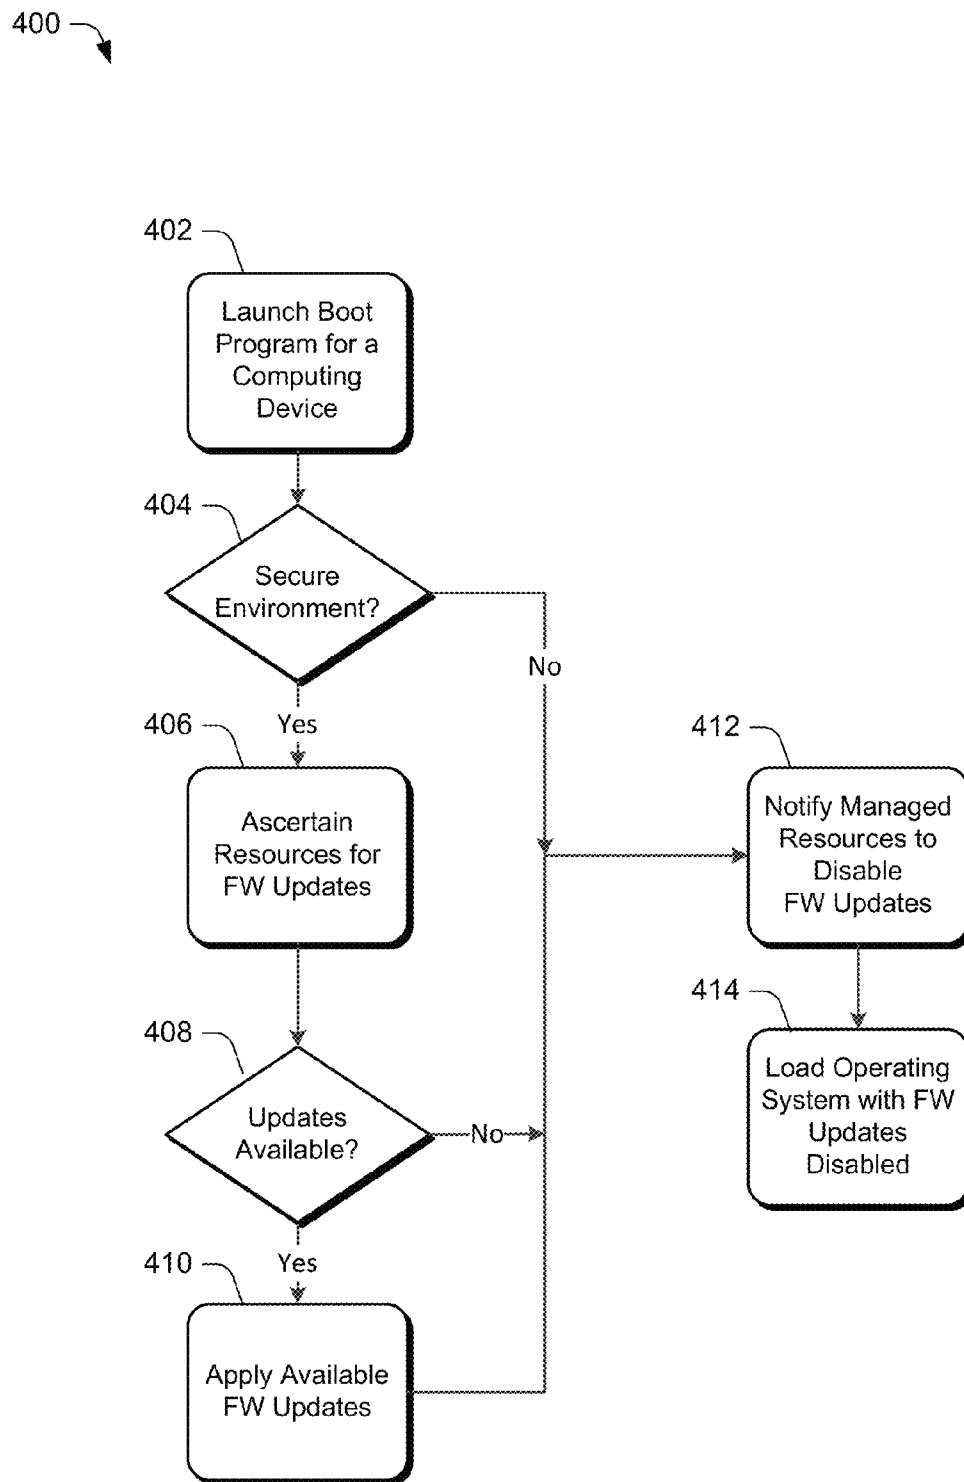 400
402
Launch Boot
Program for a
Computing
Device
404
Secure
Environment?
No
Yes
406
Ascertain
Resources for
FW Updates
412
Notify Managed
Resources to
Disable
FW Updates
408
Updates
Available?
No
414
Load Operating
System with FW
Updates
Disabled
Yes
410
Apply Available
FW Updates